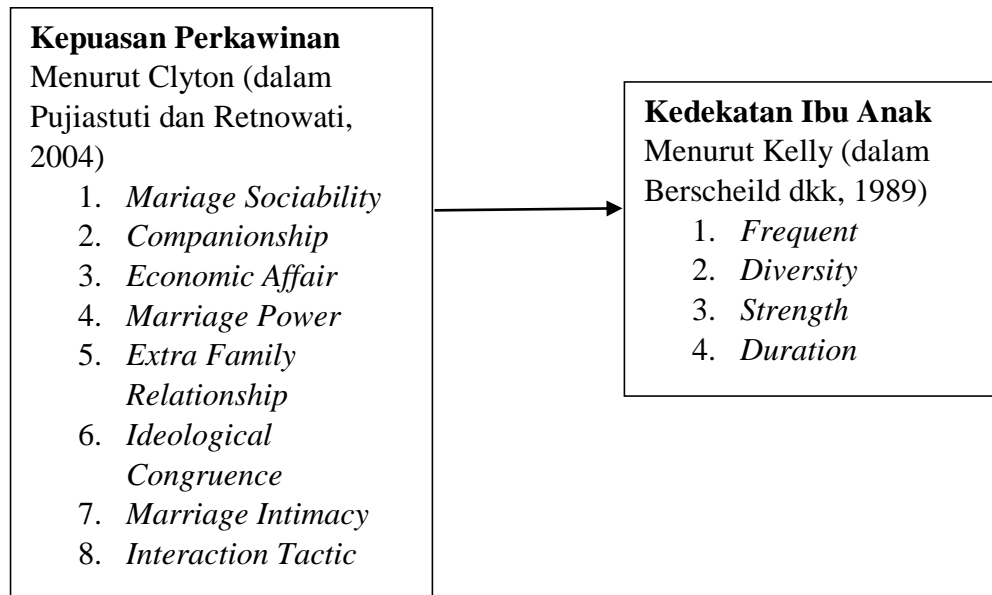 Kepuasan Perkawinan
Menurut Clyton (dalam
Pujiastuti dan Retnowati,
2004)
1. Mariage Sociability
2. Companionship
3. Economic Affair
4. Marriage Power
5. Extra Family
Relationship
6. Ideological
Congruence
7. Marriage Intimacy
8. Interaction Tactic
Kedekatan Ibu Anak
Menurut Kelly (dalam
Berscheild dkk, 1989)
1. Frequent
2. Diversity
3. Strength
4. Duration